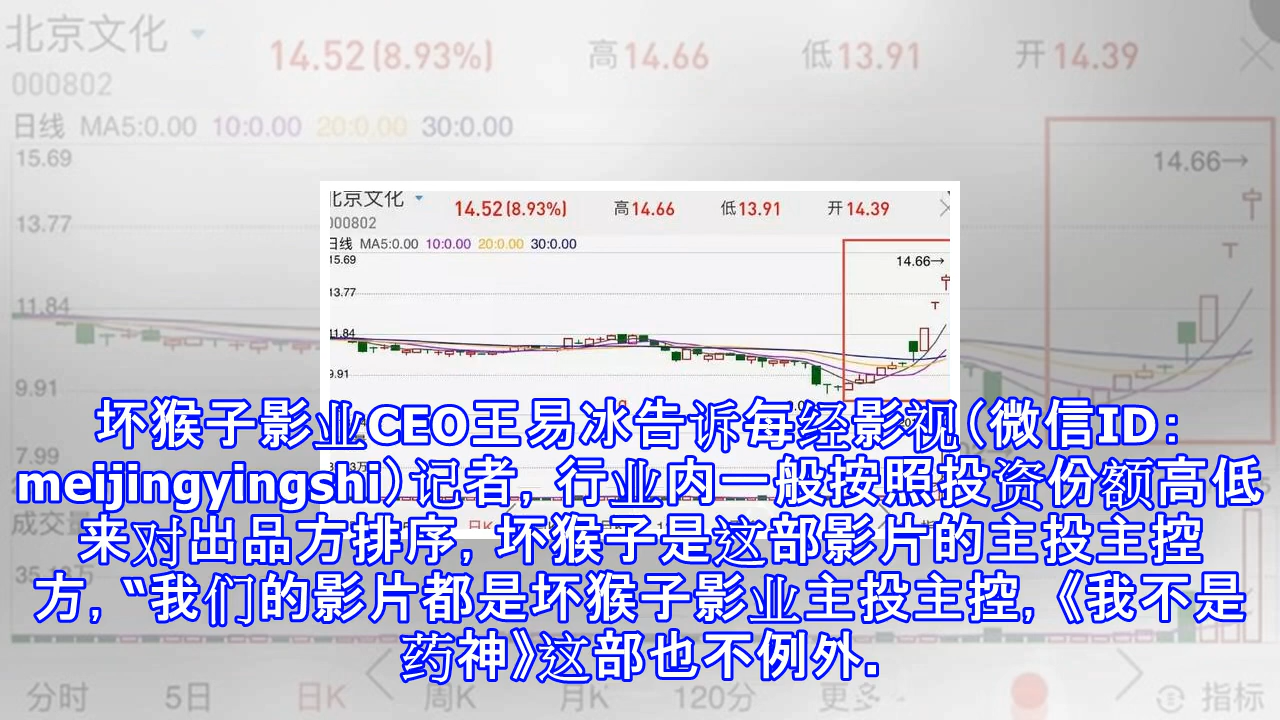 北京文化
14.52(8.93%) 高14.66 低13.91 开14.39
000802
日线 MA5:0.00 10:0.00 20:0.00 30:0.00
15.69
14.66→
13.77
11.84
9.91
7.99
成交量
北京文化
14.52(8.93%) 高14.66 低13.91 开14.39
000802
日线 MA5:0.00 10:0.00 20:0.00 30:0.00
15.69
14.66→
13.77
11.84
9.91
坏猴子影业CEO王易冰告诉每经影视(微信ID:
meijingyingshi)记者, 行业内一般按照投资份额高低
来对出品方排序, 坏猴子是这部影片的主投主控
方, “我们的影片都是坏猴子影业主投主控,《我不是
药神》这部也不例外.
分时 5日 日K 周K 月K 120分 更多 指标